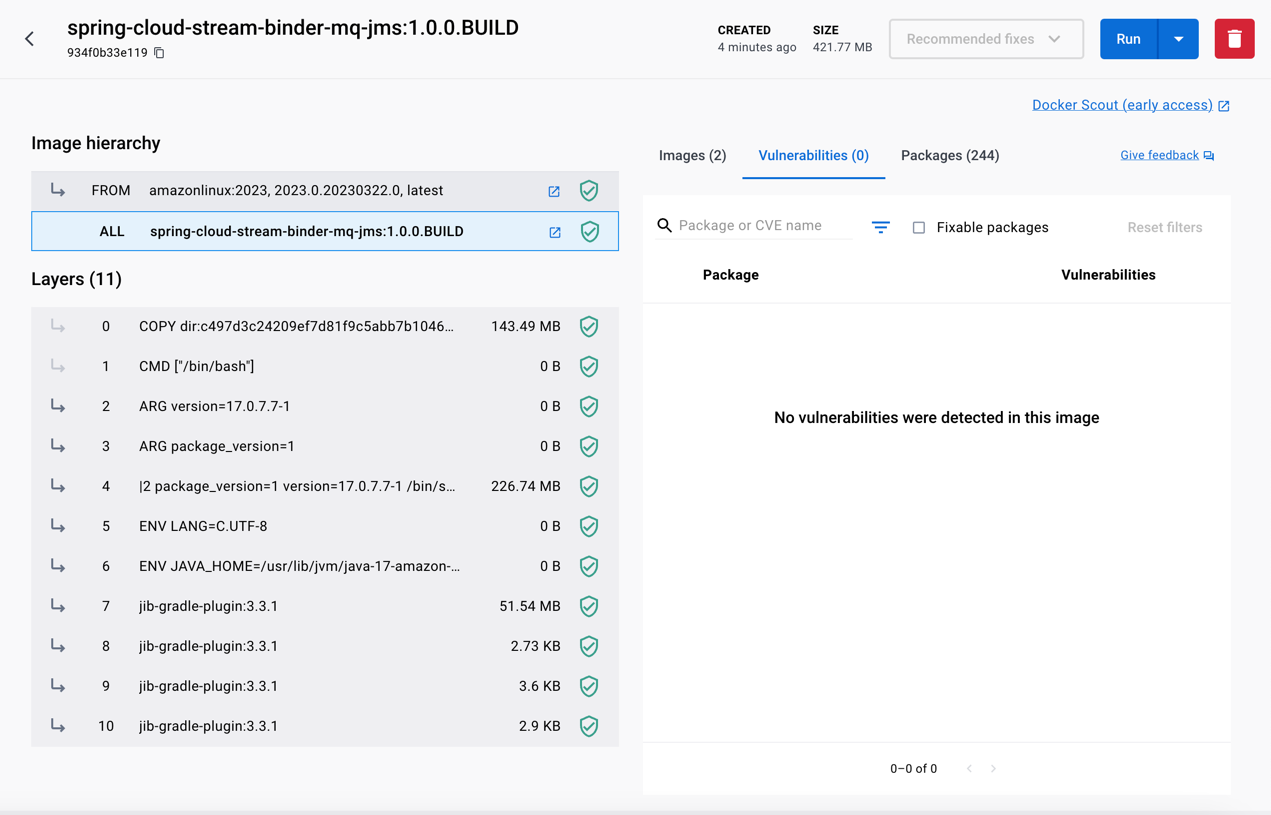 spring-cloud-stream-binder-mq-jms:1.0.0.BUILD
934f0b33e119
CREATED
4 minutes ago
SIZE
421.77 MB
Recommended fixes
Run
Docker Scout (early access)
Image hierarchy
FROM amazonlinux:2023, 2023.0.20230322.0, latest
ALL spring-cloud-stream-binder-mq-jms:1.0.0.BUILD
Layers (11)
0 COPY dir:c497d3c24209ef7d81f9c5abb7b1046... 143.49 MB
1 CMD ["/bin/bash"] 0 B
2 ARG version=17.0.7.7-1 0 B
3 ARG package_version=1 0 B
4 |2 package_version=1 version=17.0.7.7-1 /bin/s... 226.74 MB
5 ENV LANG=C.UTF-8 0 B
6 ENV JAVA_HOME=/usr/lib/jvm/java-17-amazon-... 0 B
7 jib-gradle-plugin:3.3.1 51.54 MB
8 jib-gradle-plugin:3.3.1 2.73 KB
9 jib-gradle-plugin:3.3.1 3.6 KB
10 jib-gradle-plugin:3.3.1 2.9 KB
Images (2) Vulnerabilities (0) Packages (244) Give feedback
Package or CVE name Fixable packages Reset filters
Package Vulnerabilities
No vulnerabilities were detected in this image
0–0 of 0